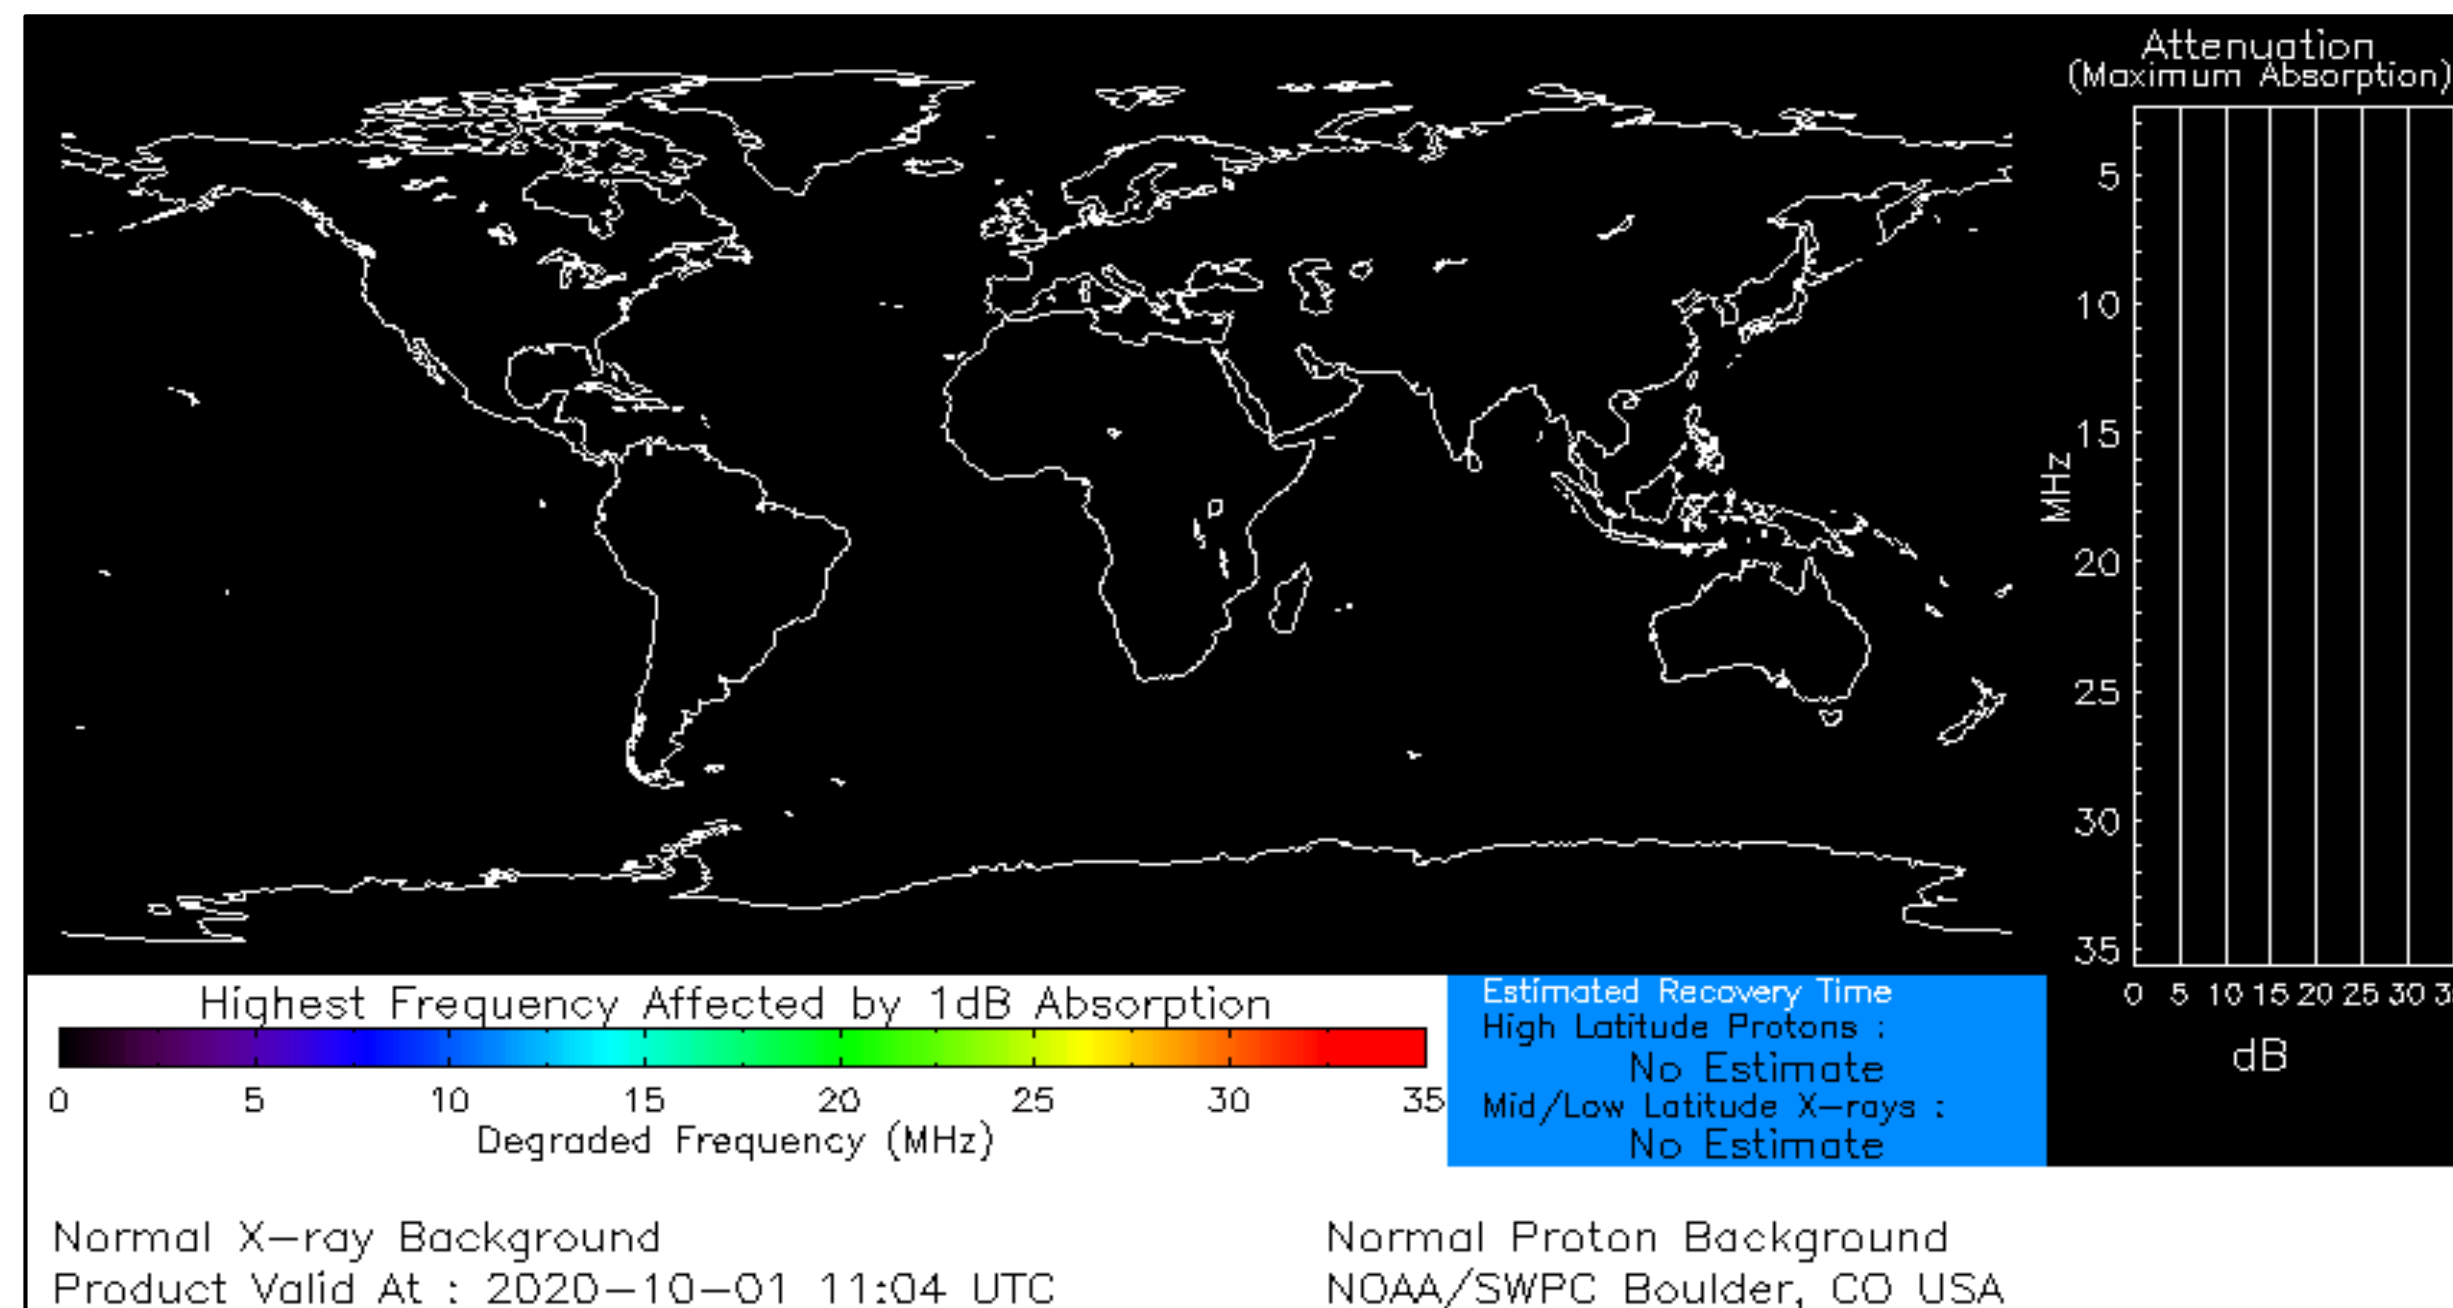 Attenuation
(Maximum Absorption)
5
10
15
20
25
30
35
MHz
0 5 10 15 20 25 30
dB
Highest Frequency Affected by 1dB Absorption
0 5 10 15 20 25 30 35
Degraded Frequency (MHz)
Estimated Recovery Time
High Latitude Protons :
No Estimate
Mid/Low Latitude X-rays :
No Estimate
Normal X-ray Background
Normal Proton Background
Product Valid At : 2020-10-01 11:04 UTC
NOAA/SWPC Boulder, CO USA